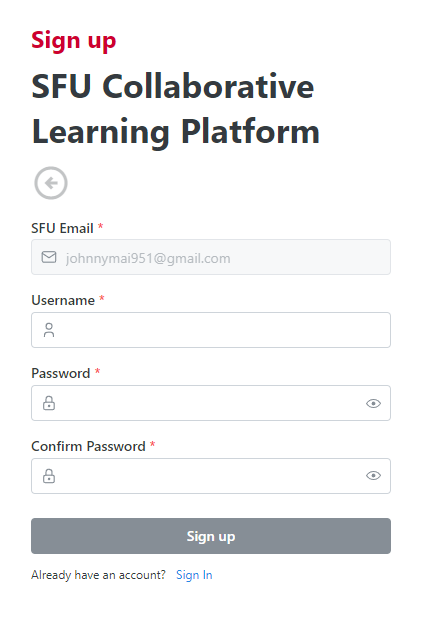 Sign up
SFU Collaborative
Learning Platform
SFU Email *
johnnymai951@gmail.com
Username *
Password *
Confirm Password *
Sign up
Already have an account? Sign In